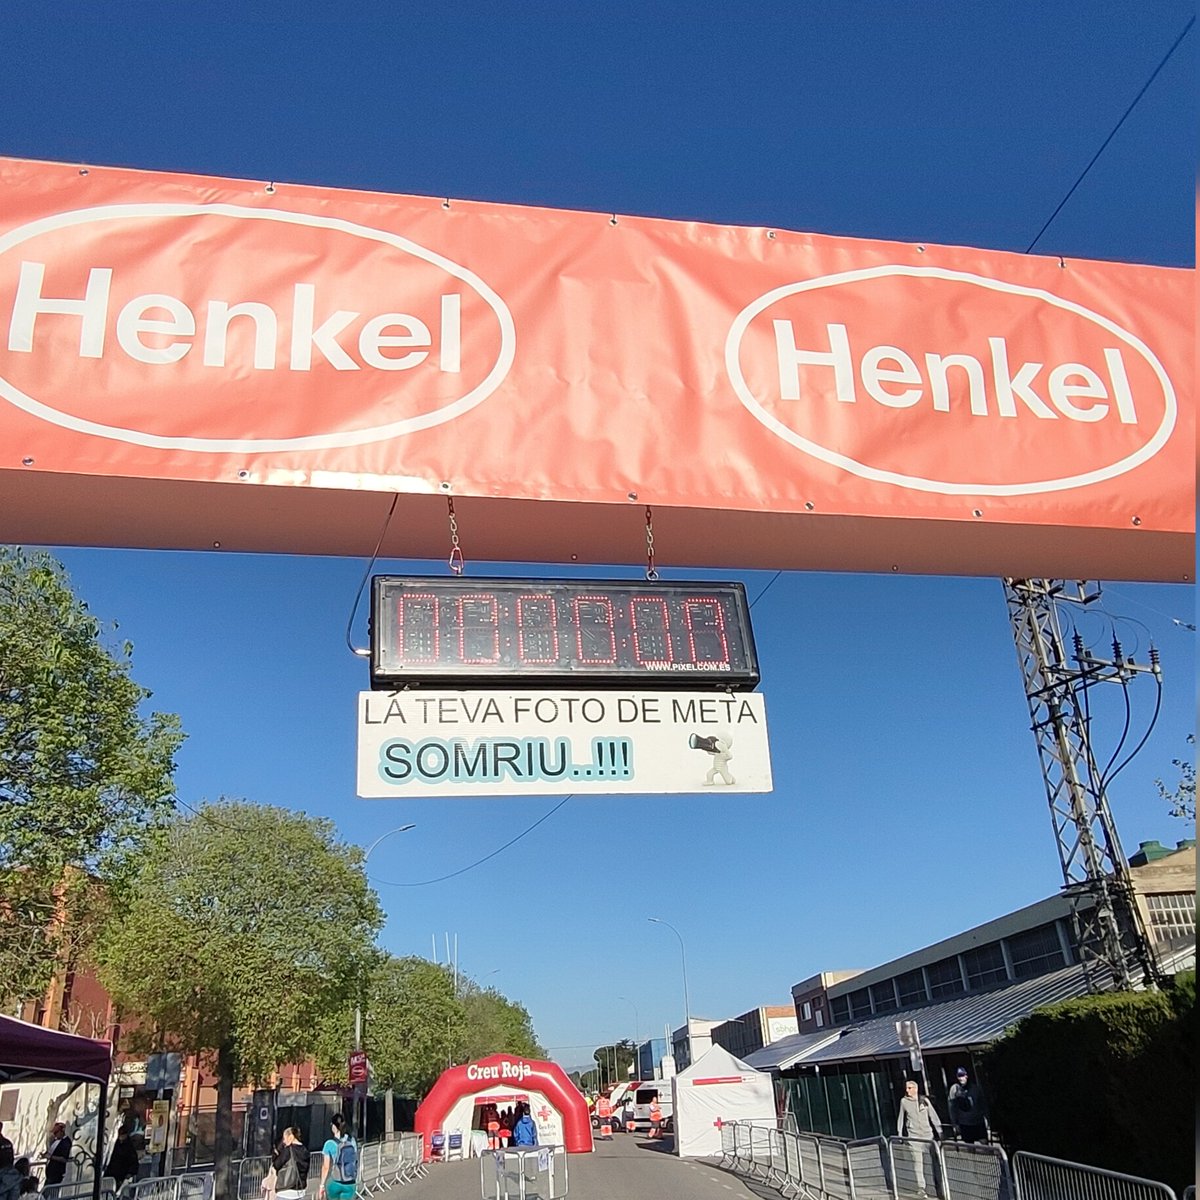 Henkel
Henkel
WWW.PIXELCOM.ES
LA TEVA FOTO DE META
SOMRIU..!!!
Creu Roja